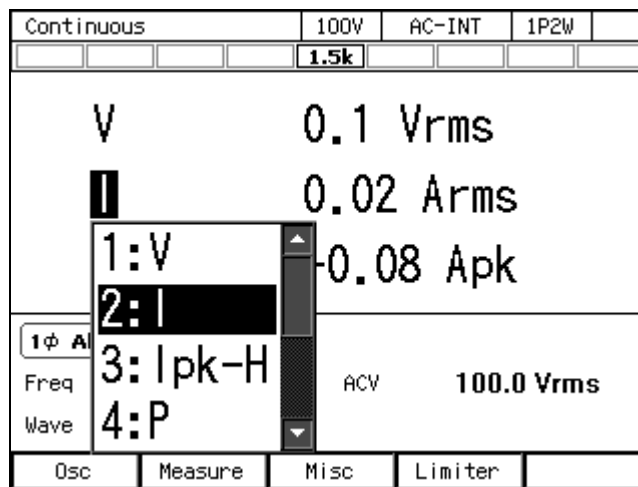 Continuous 100V AC-INT 1P2W
1.5k
V 0.1 Vrms
I 0.02 Arms
-0.08 Apk
1:V
2:I
3:Ipk-H
4:P
1φ
Freq ACV 100.0 Vrms
Wave
Osc Measure Misc Limiter